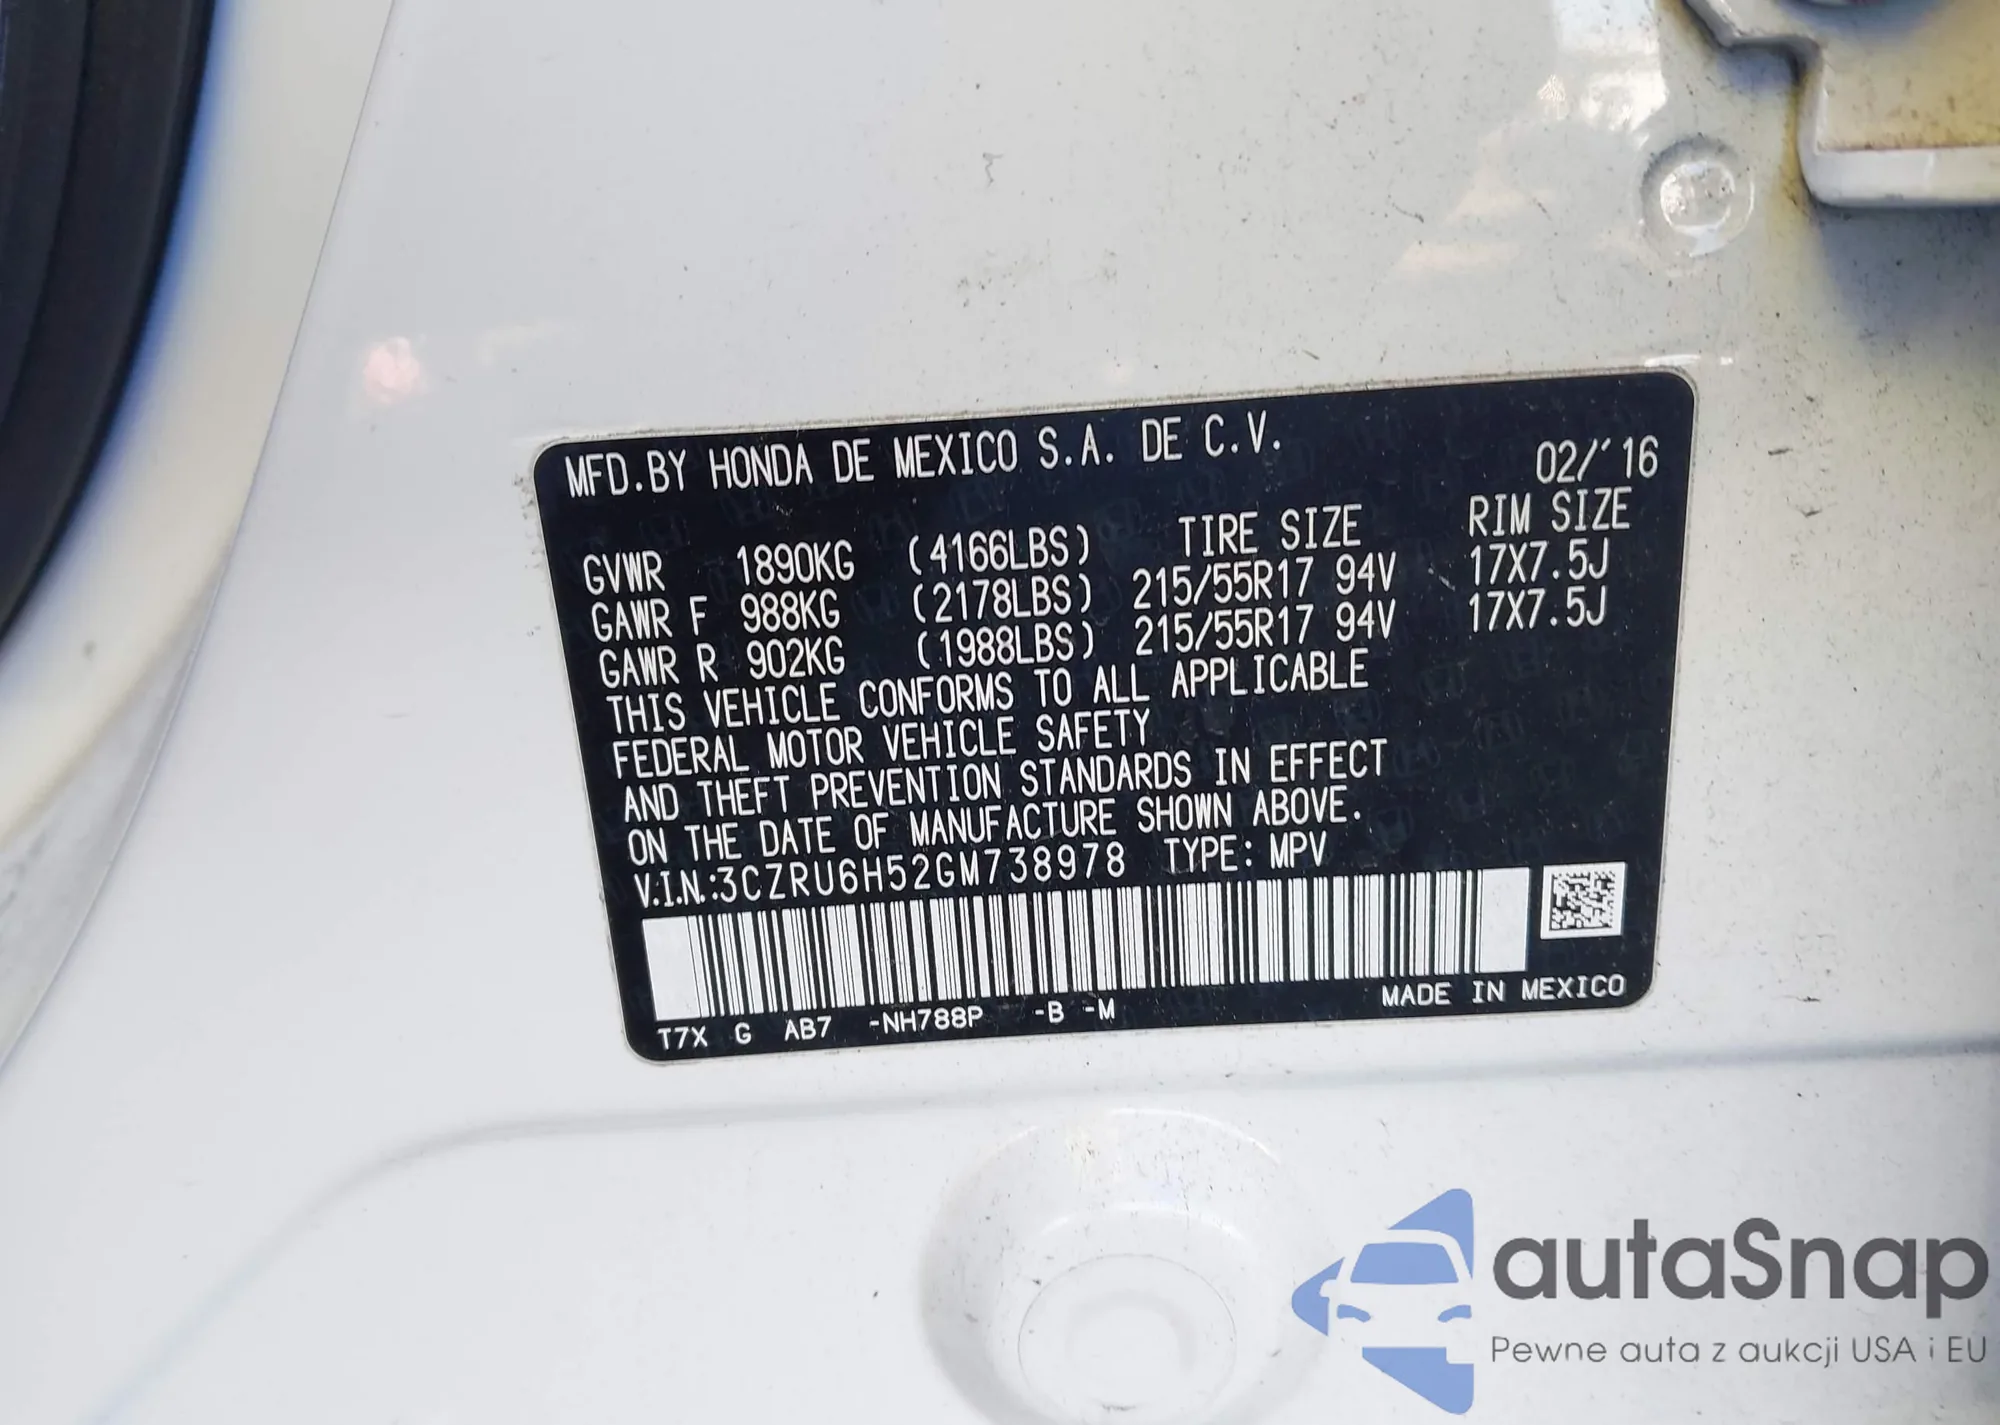 MFD.BY HONDA DE MEXICO S.A. DE C.V.
02/'16
TIRE SIZE RIM SIZE
GVWR 1890KG (4166LBS)
GAWR F 988KG (2178LBS) 215/55R17 94V 17X7.5J
GAWR R 902KG (1988LBS) 215/55R17 94V 17X7.5J
THIS VEHICLE CONFORMS TO ALL APPLICABLE
FEDERAL MOTOR VEHICLE SAFETY
AND THEFT PREVENTION STANDARDS IN EFFECT
ON THE DATE OF MANUFACTURE SHOWN ABOVE.
V.I.N.:3CZRU6H52GM738978 TYPE: MPV
T7X G AB7 -NH788P -B -M MADE IN MEXICO
autaSnap
Pewne auta z aukcji USA i EU